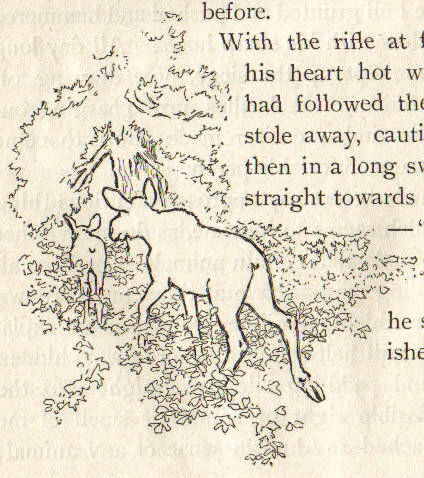 before.
With the rifle at f
his heart hot w
had followed the
stole away, cauti
then in a long sw
straight towards
— "
he s
ishe